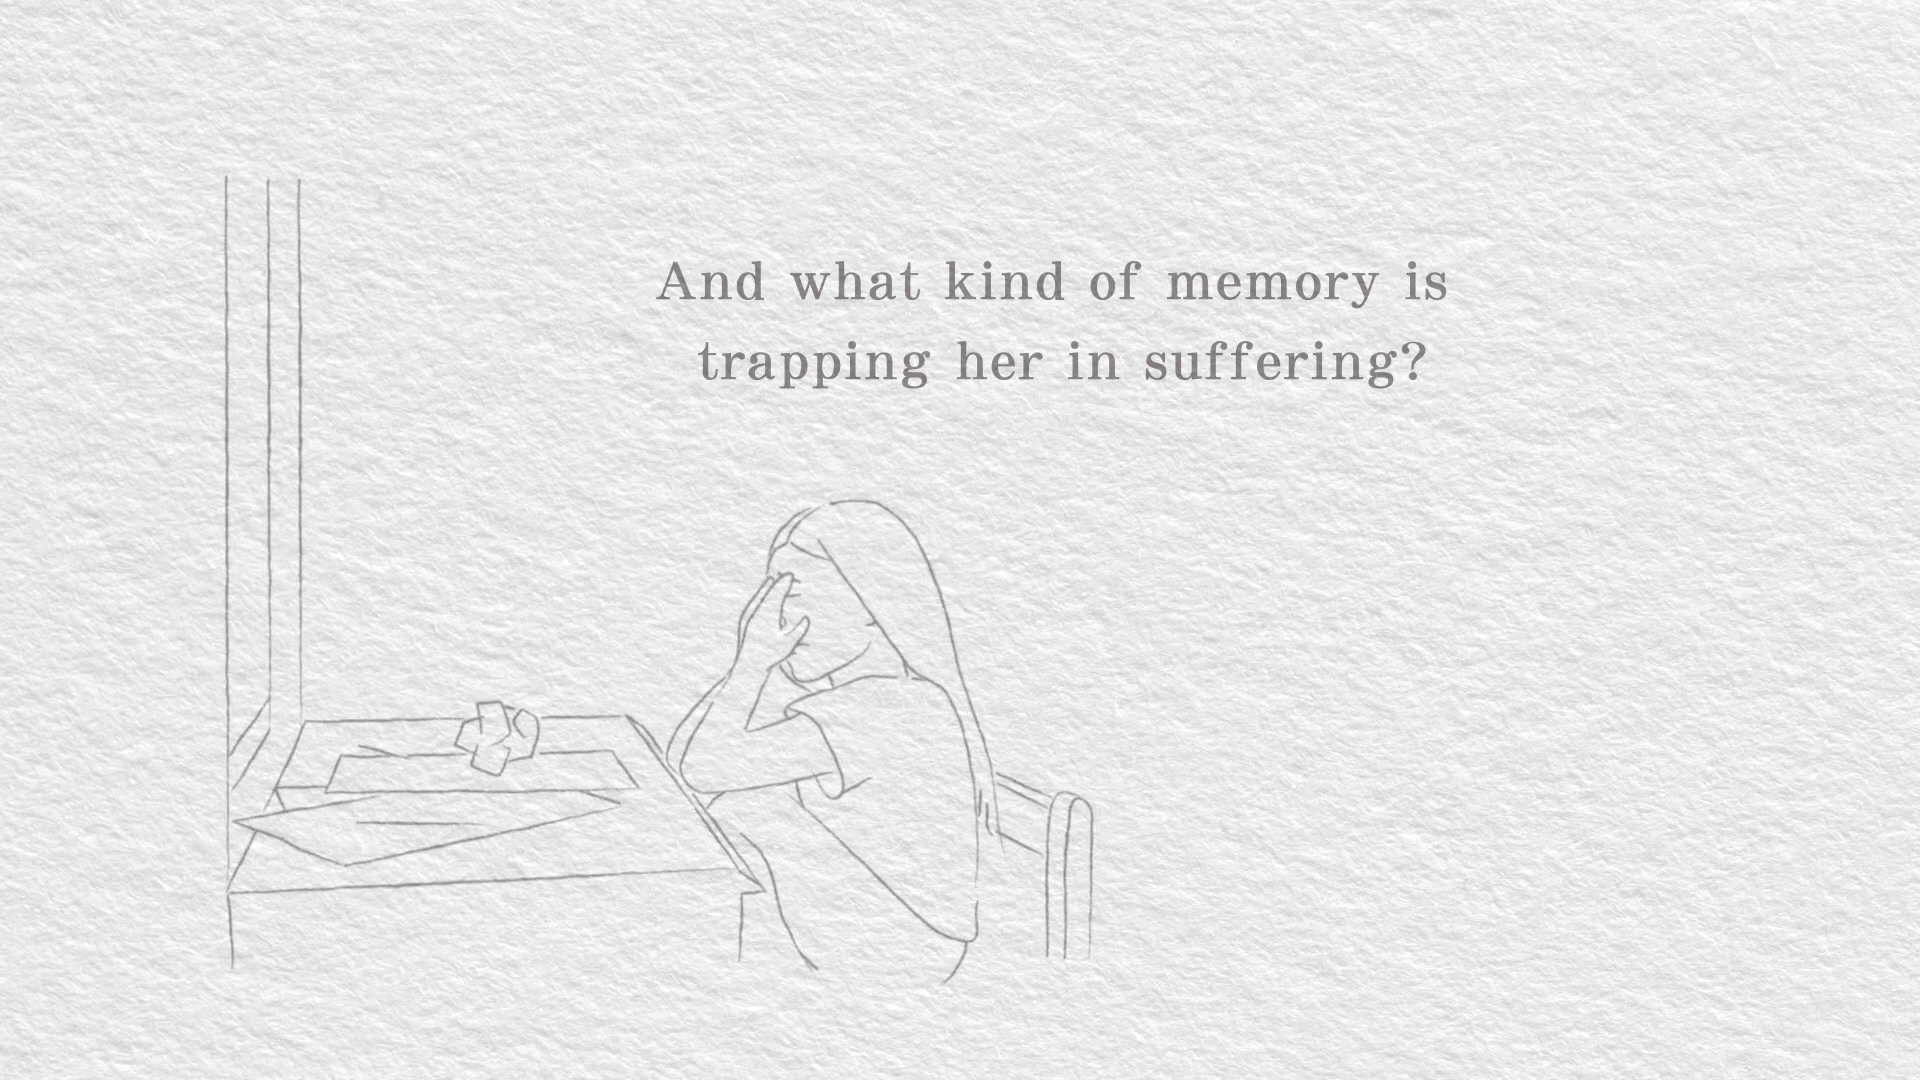 And what kind of memory is
trapping her in suffering?